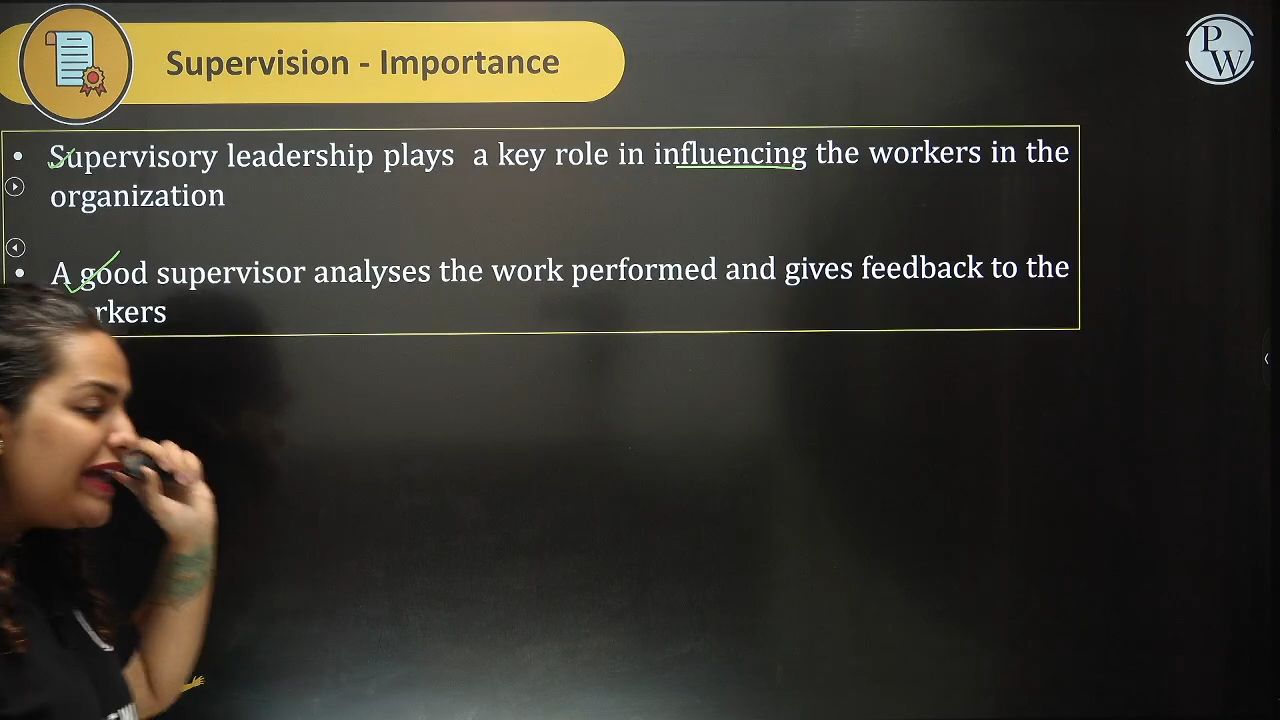 Supervision - Importance
PW
• Supervisory leadership plays a key role in influencing the workers in the
organization
• A good supervisor analyses the work performed and gives feedback to the
rkers